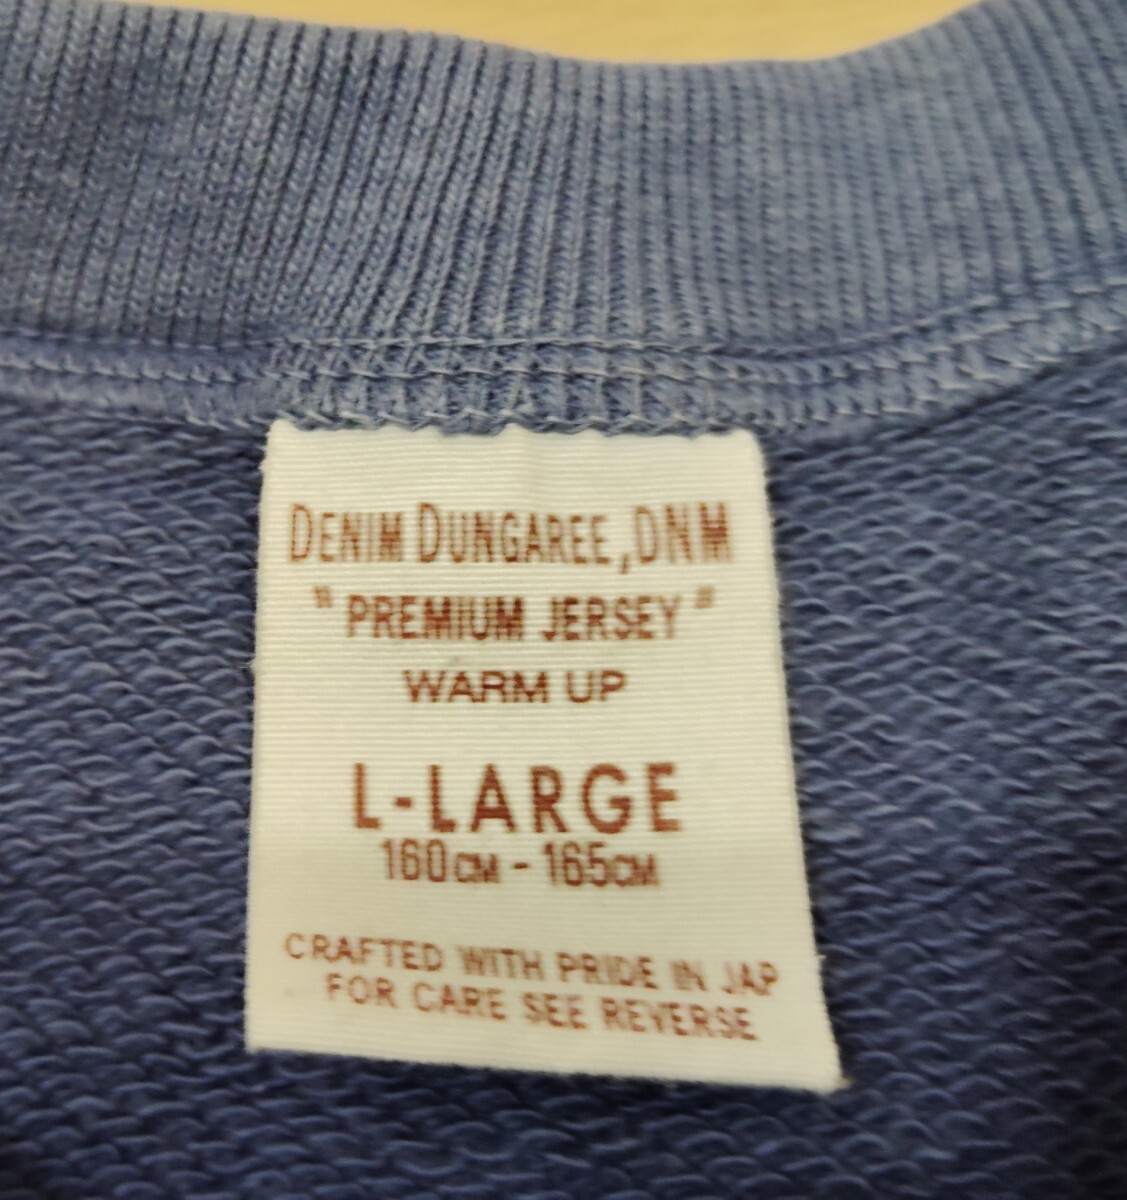 DENIM DUNGAREE,DNM
"PREMIUM JERSEY"
WARM UP
L-LARGE
160CM - 165CM
CRAFTED WITH PRIDE IN JAP
FOR CARE SEE REVERSE